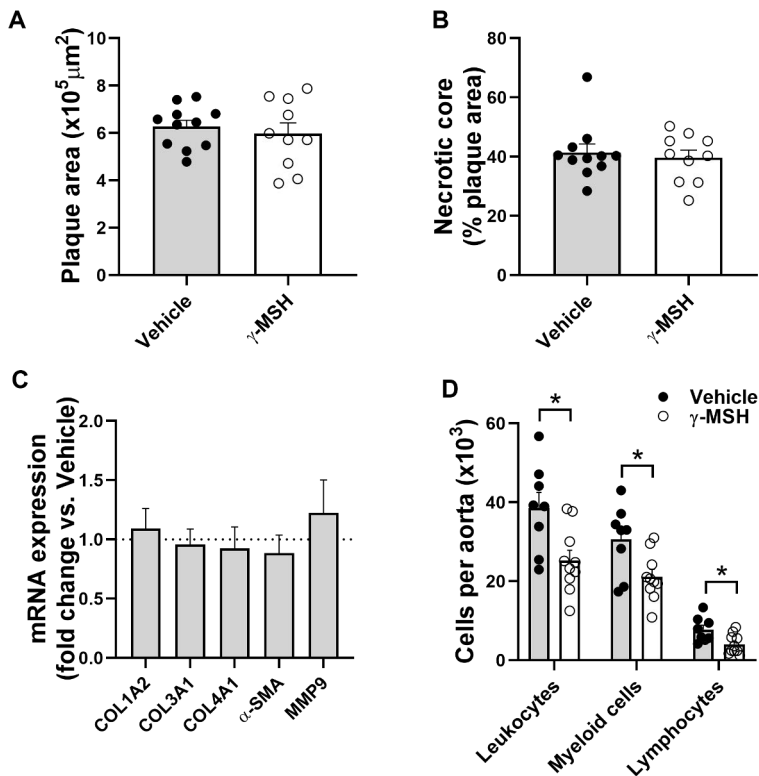 A
Plaque area (x10⁵μm²)
10
8
6
4
2
0
Vehicle
γ-MSH
B
Necrotic core
(% plaque area)
80
60
40
20
0
Vehicle
γ-MSH
C
mRNA expression
(fold change vs. Vehicle)
2.0
1.5
1.0
0.5
0.0
COL1A2
COL3A1
COL4A1
α-SMA
MMP9
D
Vehicle
γ-MSH
Cells per aorta (x10³)
60
40
20
0
*
*
*
Leukocytes
Myeloid cells
Lymphocytes